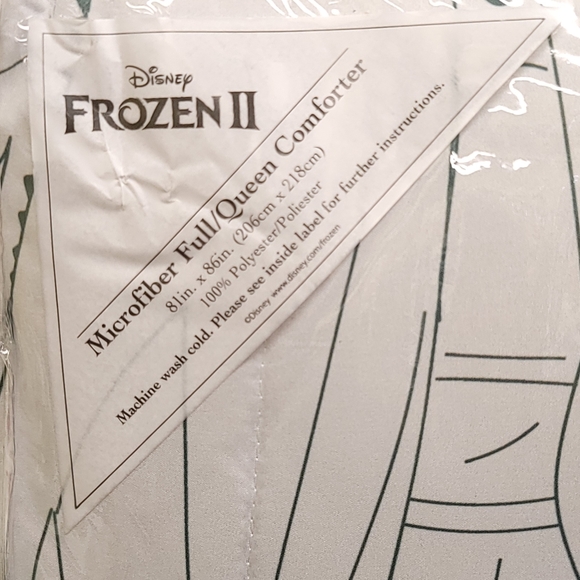 Disney
FROZEN II
Microfiber Full/Queen Comforter
81in. x 86in. (206cm x 218cm)
100% Polyester/Poliester
Machine wash cold. Please see inside label for further instructions.
©Disney www.disney.com/frozen